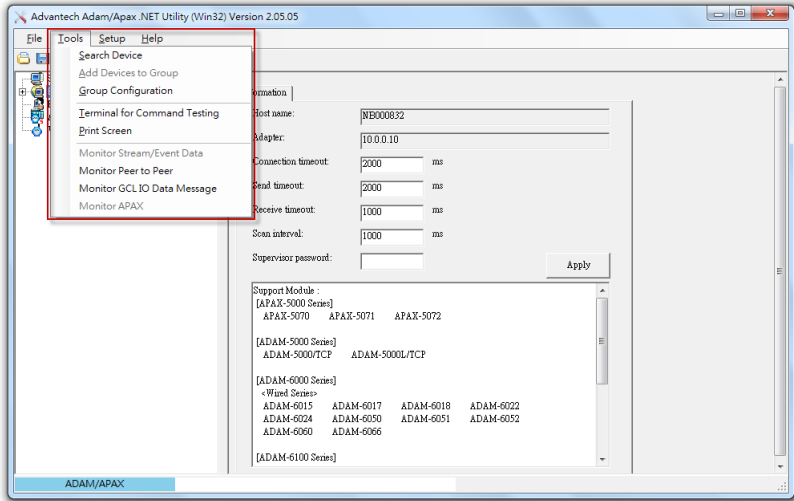 Advantech Adam/Apax .NET Utility (Win32) Version 2.05.05
File Tools Setup Help
Search Device
Add Devices to Group
Group Configuration
Terminal for Command Testing
Print Screen
Monitor Stream/Event Data
Monitor Peer to Peer
Monitor GCL IO Data Message
Monitor APAX
Host name: NB000832
Adapter: 10.0.0.10
Connection timeout: 2000 ms
Send timeout: 2000 ms
Receive timeout: 1000 ms
Scan interval: 1000 ms
Supervisor password:
Apply
Support Module :
[APAX-5000 Series]
APAX-5070 APAX-5071 APAX-5072
[ADAM-5000 Series]
ADAM-5000/TCP ADAM-5000L/TCP
[ADAM-6000 Series]
<Wired Series>
ADAM-6015 ADAM-6017 ADAM-6018 ADAM-6022
ADAM-6024 ADAM-6050 ADAM-6051 ADAM-6052
ADAM-6060 ADAM-6066
[ADAM-6100 Series]
ADAM/APAX